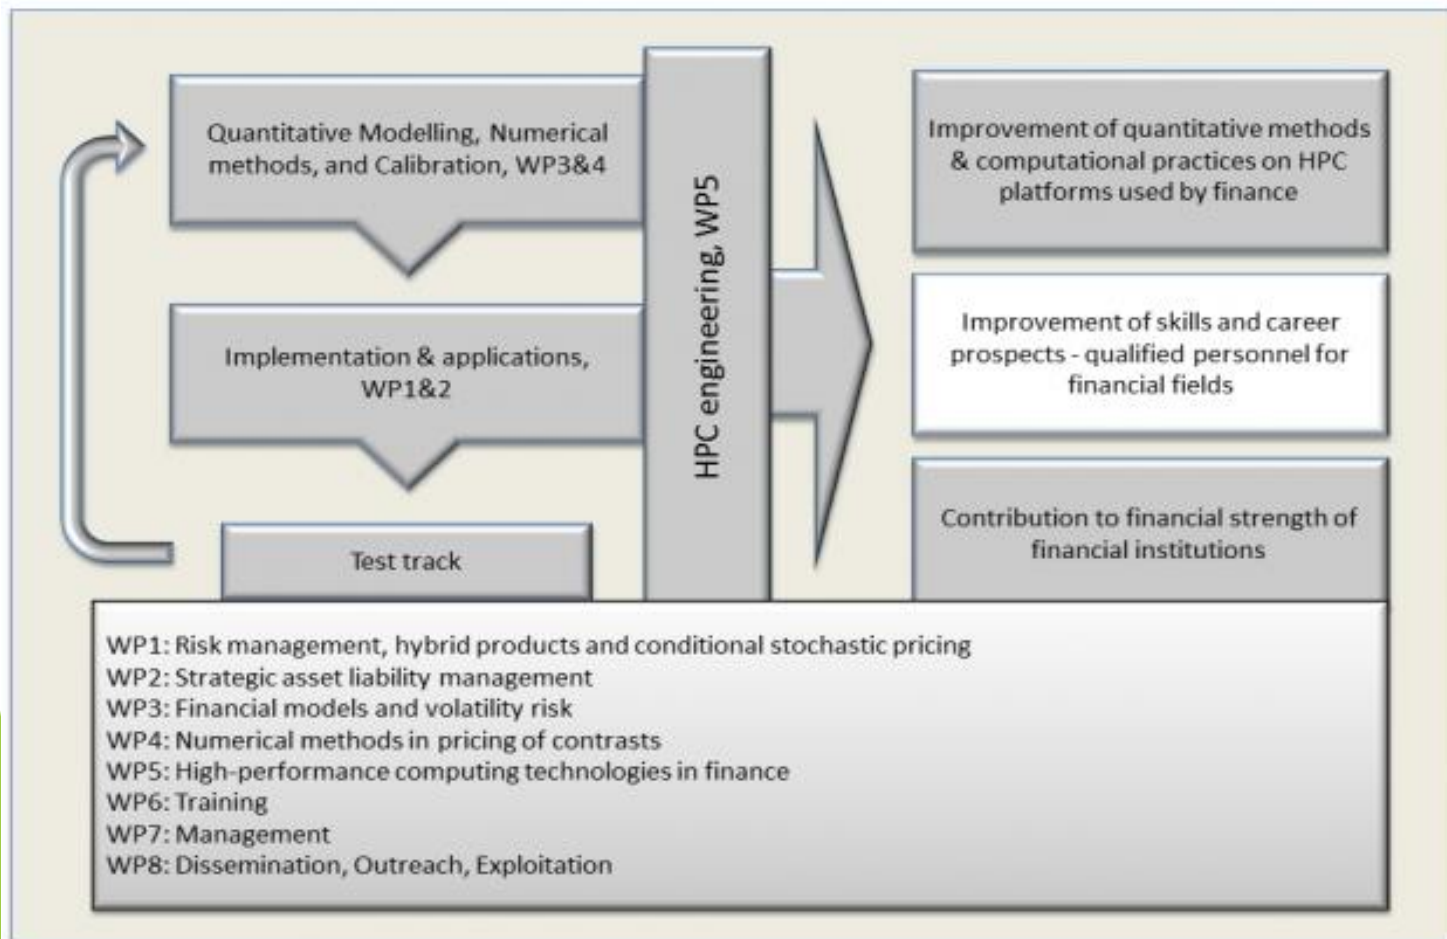 Quantitative Modelling, Numerical
methods, and Calibration, WP3&4
Implementation & applications,
WP1&2
Test track
HPC engineering, WP5
Improvement of quantitative methods
& computational practices on HPC
platforms used by finance
Improvement of skills and career
prospects - qualified personnel for
financial fields
Contribution to financial strength of
financial institutions
WP1: Risk management, hybrid products and conditional stochastic pricing
WP2: Strategic asset liability management
WP3: Financial models and volatility risk
WP4: Numerical methods in pricing of contrasts
WP5: High-performance computing technologies in finance
WP6: Training
WP7: Management
WP8: Dissemination, Outreach, Exploitation